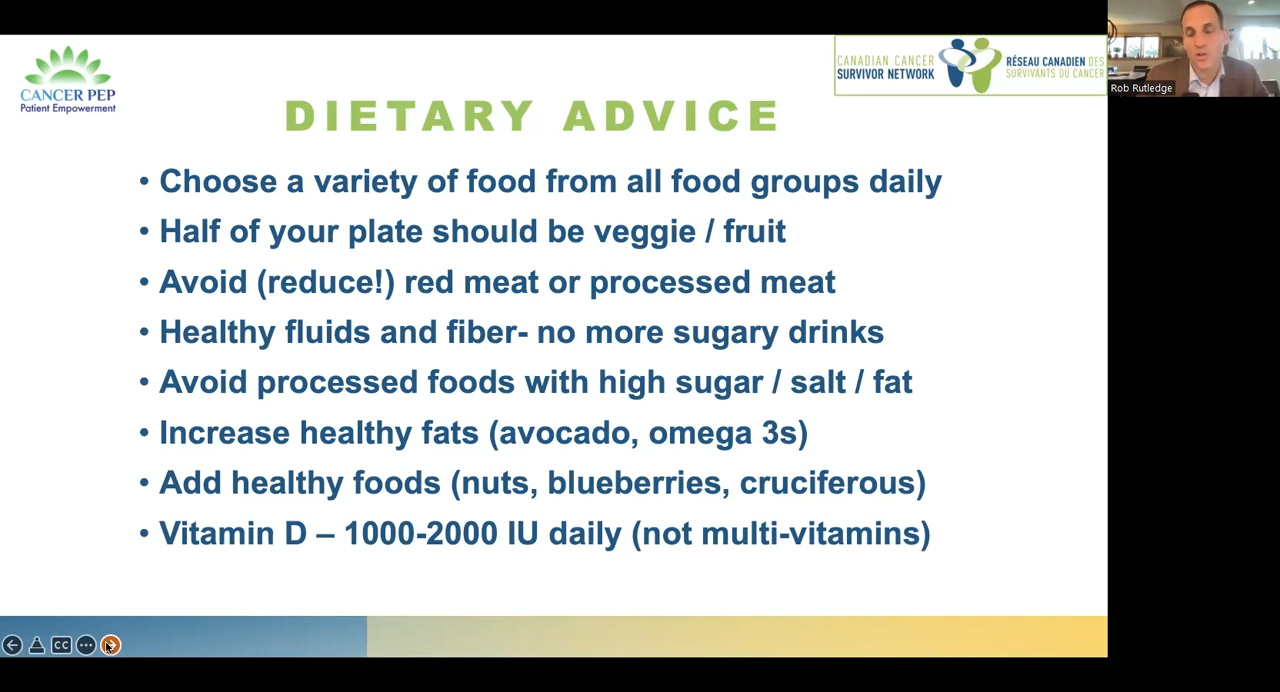 CANCER PEP
Patient Empowerment
CANADIAN CANCER
SURVIVOR NETWORK
RÉSEAU CANADIEN DES
SURVIVANTS DU CANCER
Rob Rutledge
DIETARY ADVICE
• Choose a variety of food from all food groups daily
• Half of your plate should be veggie / fruit
• Avoid (reduce!) red meat or processed meat
• Healthy fluids and fiber- no more sugary drinks
• Avoid processed foods with high sugar / salt / fat
• Increase healthy fats (avocado, omega 3s)
• Add healthy foods (nuts, blueberries, cruciferous)
• Vitamin D – 1000-2000 IU daily (not multi-vitamins)
CC